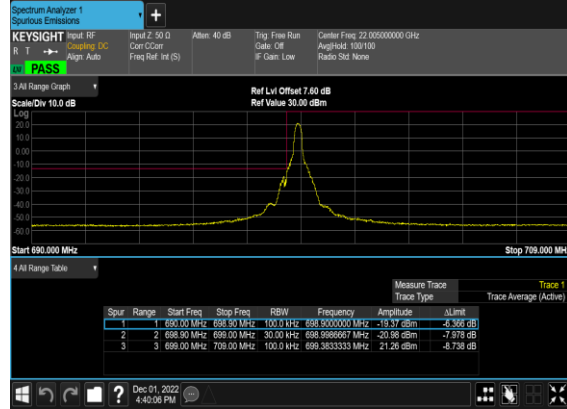 Spectrum Analyzer 1
Spurious Emissions
KEYSIGHT Input: RF Input Z: 50 Ω Atten: 40 dB Trig: Free Run Center Freq: 22.005000000 GHz
R T Coupling: DC Corr CCorr Gate: Off Avg|Hold: 100/100
Align: Auto Freq Ref: Int (S) IF Gain: Low Radio Std: None
PASS
3 All Range Graph
Ref Lvl Offset 7.60 dB
Scale/Div 10.0 dB Ref Value 30.00 dBm
Log
20.0
10.0
0.00
-10.0
-20.0
-30.0
-40.0
-50.0
-60.0
Start 690.000 MHz Stop 709.000 MHz
4 All Range Table
Measure Trace Trace 1
Trace Type Trace Average (Active)
Spur Range Start Freq Stop Freq RBW Frequency Amplitude ΔLimit
1 1 690.00 MHz 698.90 MHz 100.0 kHz 698.9000000 MHz -19.37 dBm -6.366 dB
2 2 698.90 MHz 699.00 MHz 30.00 kHz 698.9986667 MHz -20.98 dBm -7.978 dB
3 3 699.00 MHz 709.00 MHz 100.0 kHz 699.3833333 MHz 21.26 dBm -8.738 dB
? Dec 01, 2022
4:40:06 PM